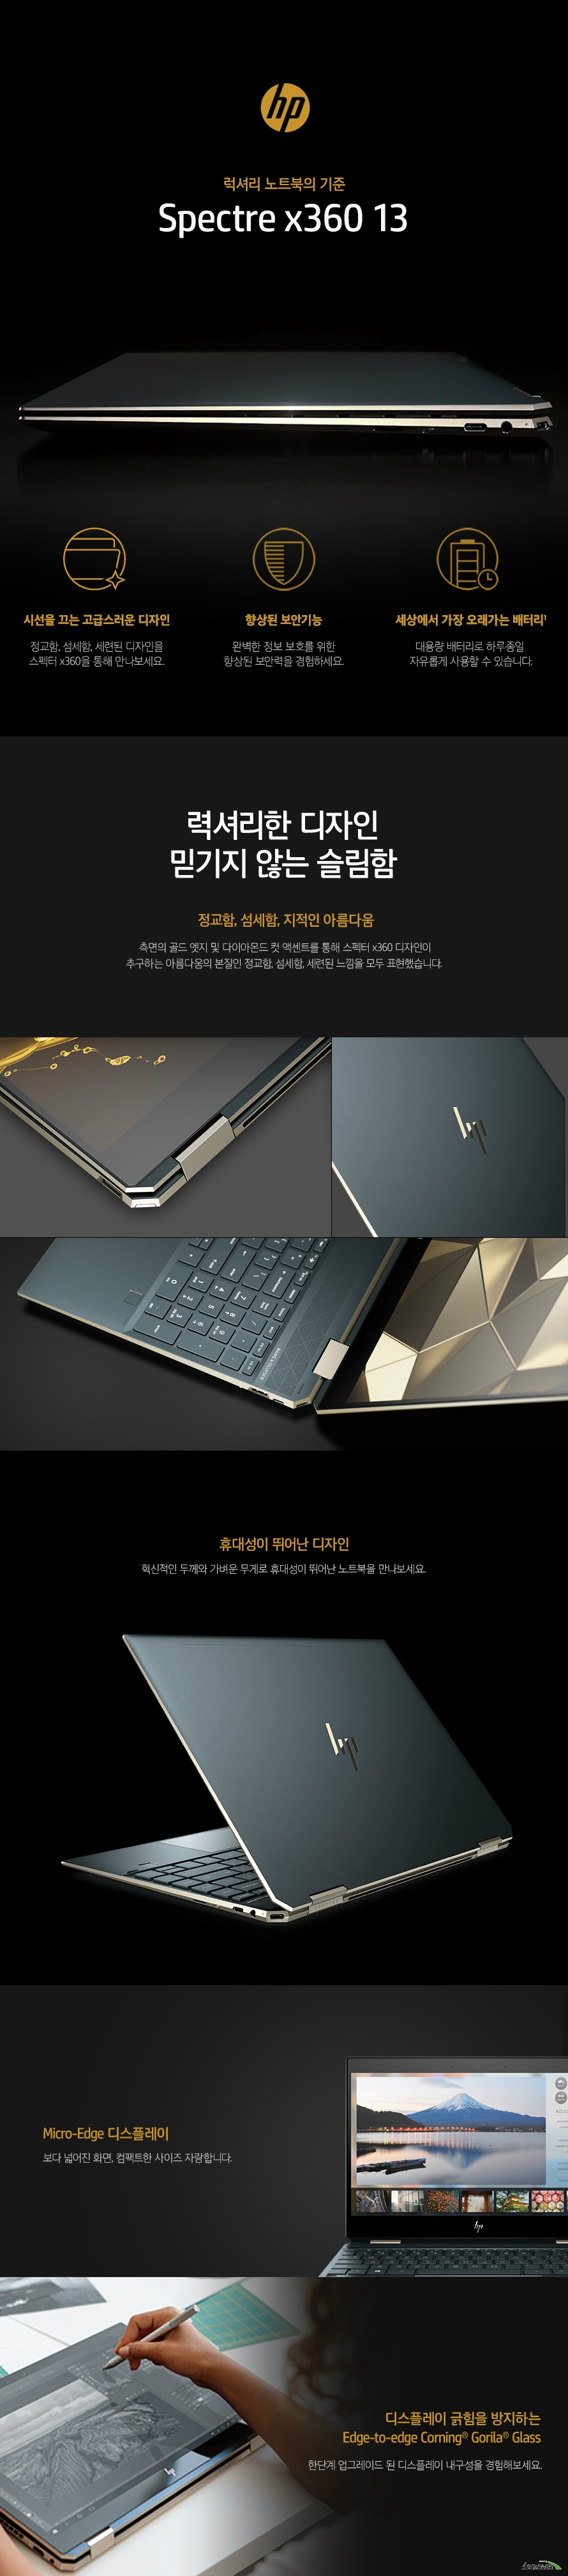 hp
럭셔리 노트북의 기준
Spectre x360 13
시선을 끄는 고급스러운 디자인
정교함, 섬세함, 세련된 디자인을
스펙터 x360을 통해 만나보세요.
향상된 보안기능
완벽한 정보 보호를 위한
향상된 보안력을 경험하세요.
세상에서 가장 오래가는 배터리¹
대용량 배터리로 하루종일
자유롭게 사용할 수 있습니다.
력셔리한 디자인
믿기지 않는 슬림함
정교함, 섬세함, 지적인 아름다움
측면의 골드 엣지 및 다이아몬드 컷 액센트를 통해 스펙터 x360 디자인이
추구하는 아름다움의 본질인 정교함, 섬세함, 세련된 느낌을 모두 표현했습니다.
휴대성이 뛰어난 디자인
혁신적인 두께와 가벼운 무게로 휴대성이 뛰어난 노트북을 만나보세요.
Micro-Edge 디스플레이
보다 넓어진 화면, 컴팩트한 사이즈 자랑합니다.
hp
디스플레이 긁힘을 방지하는
Edge-to-edge Corning® Gorila® Glass
한단계 업그레이드 된 디스플레이 내구성을 경험해보세요.